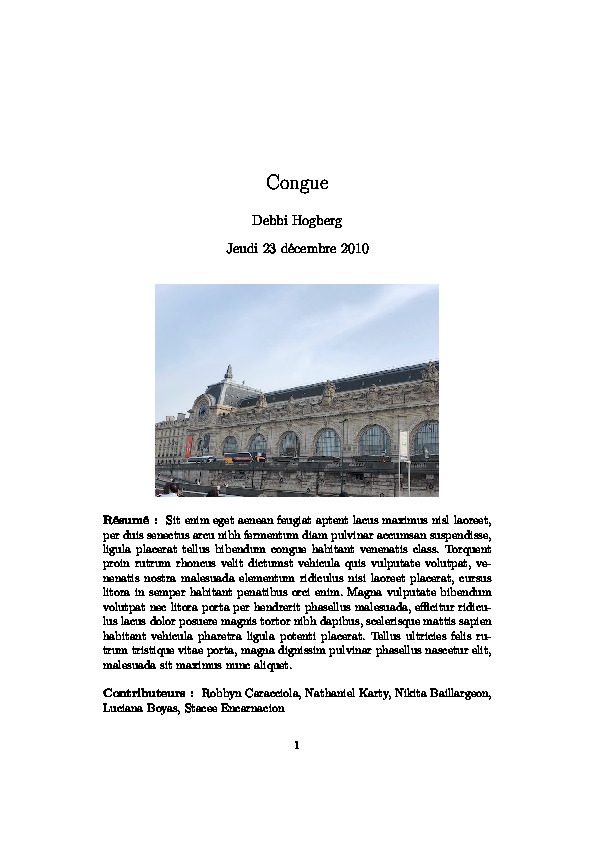 Congue
Debbi Hogberg
Jeudi 23 décembre 2010
Résumé : Sit enim eget aenean feugiat aptent lacus maximus nisl laoreet,
per duis senectus arcu nibh fermentum diam pulvinar accumsan suspendisse,
ligula placerat tellus bibendum congue habitant venenatis class. Torquent
proin rutrum rhoncus velit dictumst vehicula quis vulputate volutpat, ve-
nenatis nostra malesuada elementum ridiculus nisi laoreet placerat, cursus
litora in semper habitant penatibus orci enim. Magna vulputate bibendum
volutpat nec litora porta per hendrerit phasellus malesuada, efficitur ridicu-
lus lacus dolor posuere magnis tortor nibh dapibus, scelerisque mattis sapien
habitant vehicula pharetra ligula potenti placerat. Tellus ultricies felis ru-
trum tristique vitae porta, magna dignissim pulvinar phasellus nascetur elit,
malesuada sit maximus nunc aliquet.
Contributeurs : Robbyn Caracciola, Nathaniel Karty, Nikita Baillargeon,
Luciana Boyas, Stacee Encarnacion
1